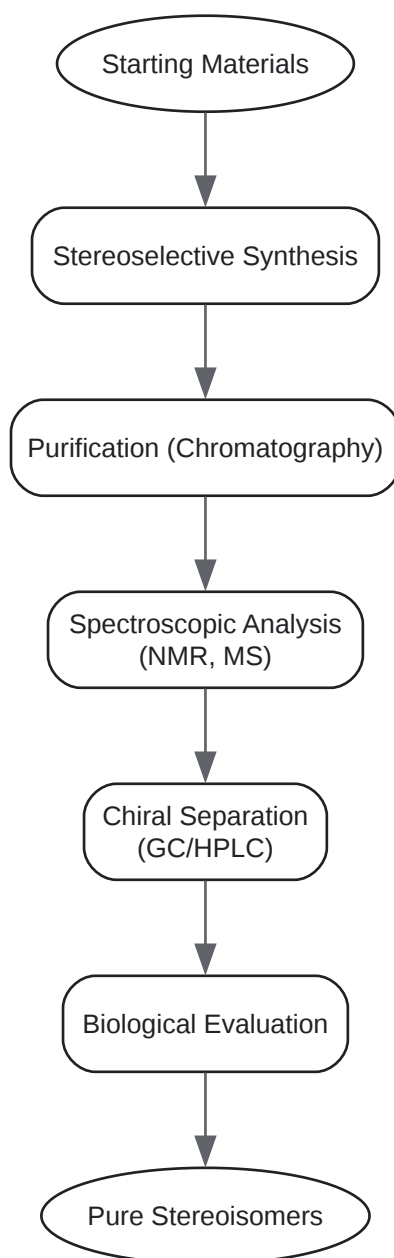 Starting Materials
Stereoselective Synthesis
Purification (Chromatography)
Spectroscopic Analysis
(NMR, MS)
Chiral Separation
(GC/HPLC)
Biological Evaluation
Pure Stereoisomers